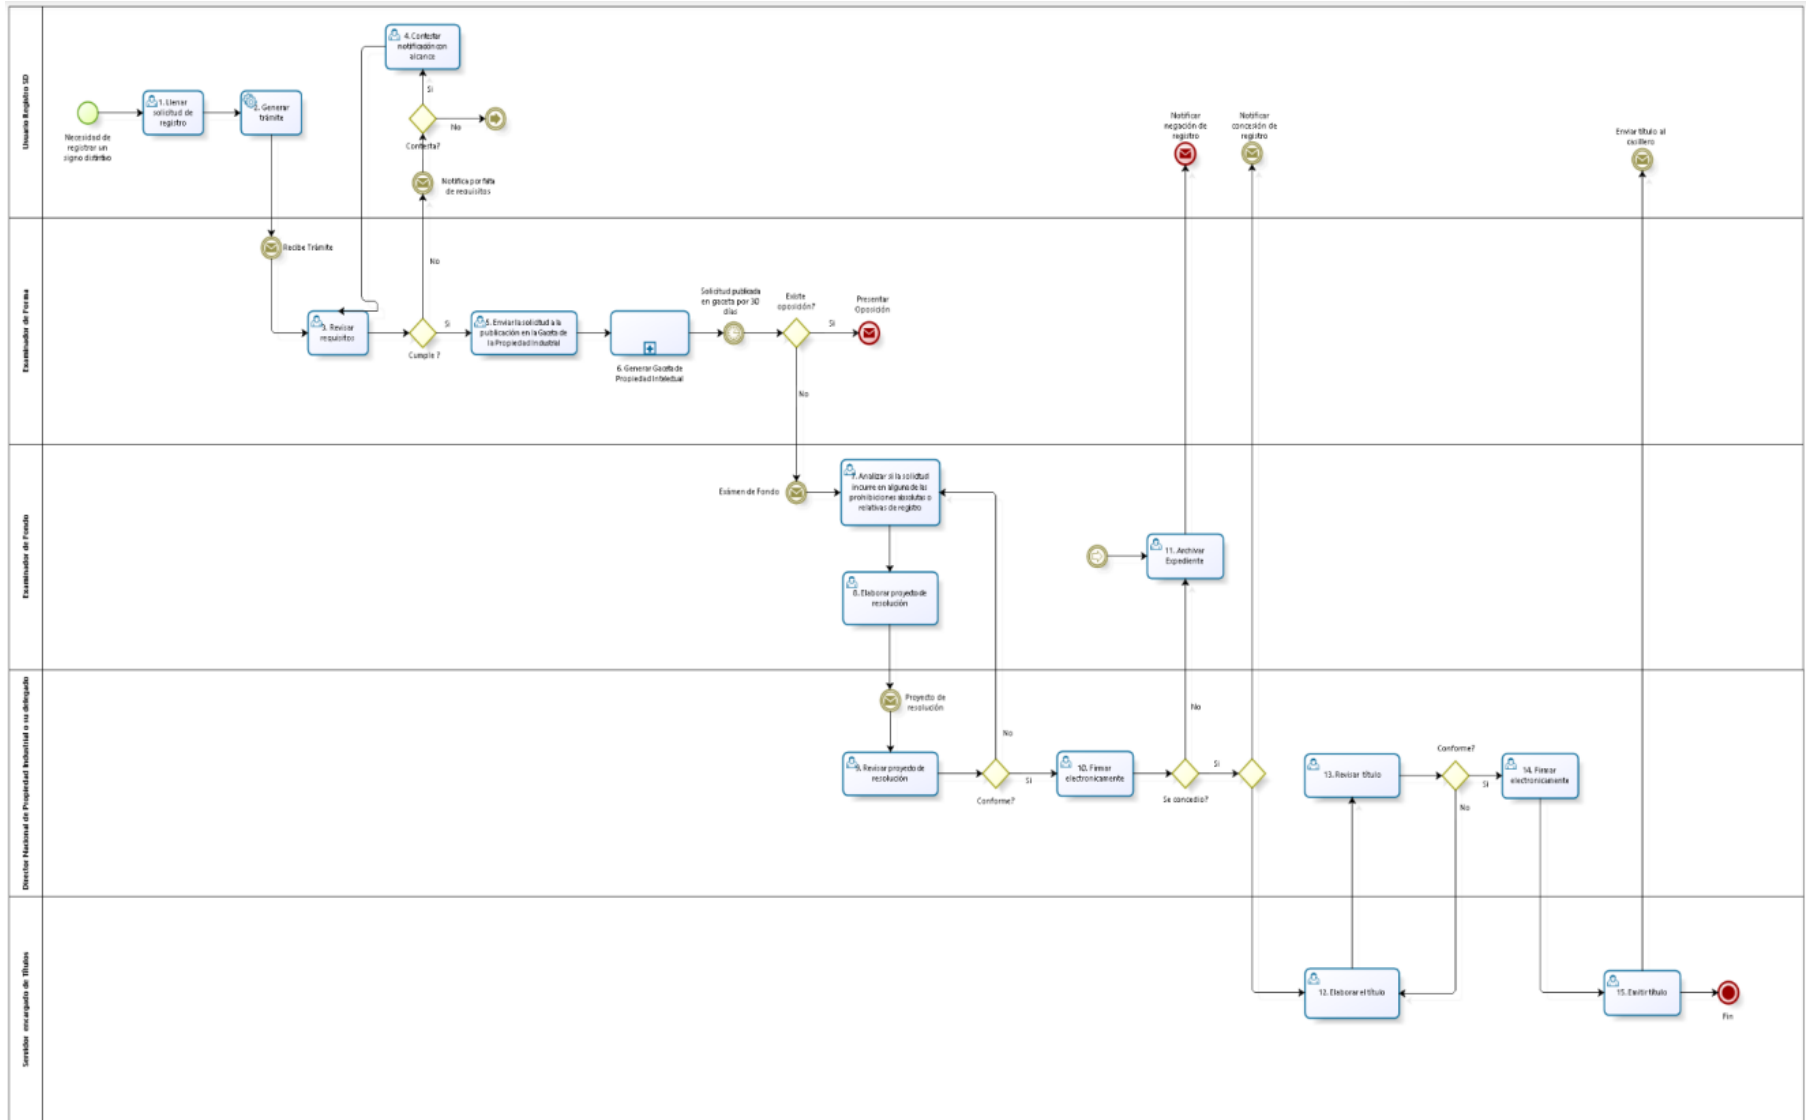 Usuario Registro SD
Necesidad de
registrar un
signo distintivo
1. Llenar
solicitud de
registro
2. Generar
trámite
4. Contestar
notificación con
alcance
Si
No
Contesta?
Notifica por falta
de requisitos
Notificar
negación de
registro
Notificar
concesión de
registro
Enviar título al
casillero
Examinador de Forma
Recibe Trámite
No
3. Revisar
requisitos
Cumple ?
Si
5. Enviar la solicitud a la
publicación en la Gaceta de
la Propiedad Industrial
6. Generar Gaceta de
Propiedad Intelectual
Solicitud publicada
en gaceta por 30
días
Existe
oposición?
Si
Presentar
Oposición
No
Examinador de Fondo
Exámen de Fondo
7. Analizar si la solicitud
incurre en alguna de las
prohibiciones absolutas o
relativas de registro
8. Elaborar proyecto de
resolución
11. Archivar
Expediente
Director Nacional de Propiedad Industrial o su delegado
Proyecto de
resolución
9. Revisar proyecto de
resolución
No
Conforme?
Si
10. Firmar
electronicamente
No
Se concedio?
Si
13. Revisar título
Conforme?
Si
No
14. Firmar
electronicamente
Servidor encargado de Títulos
12. Elaborar el título
15. Emitir título
Fin